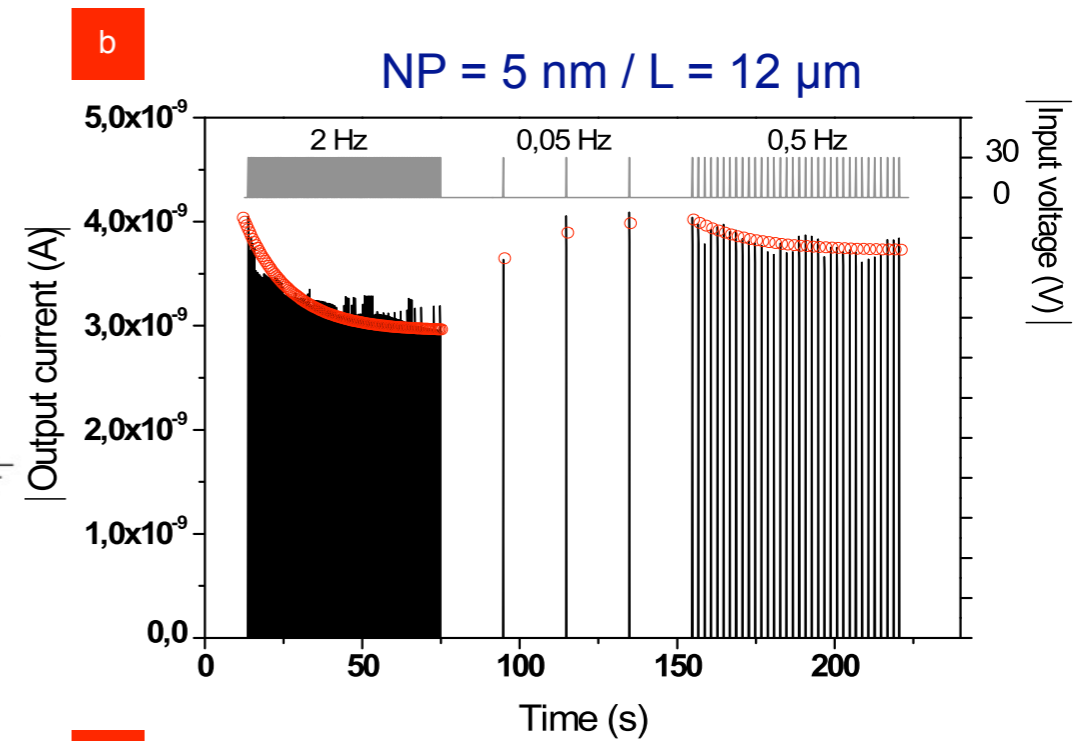 b
NP = 5 nm / L = 12 µm
5,0x10⁻⁹
4,0x10⁻⁹
3,0x10⁻⁹
2,0x10⁻⁹
1,0x10⁻⁹
0,0
|Output current (A)|
2 Hz
0,05 Hz
0,5 Hz
30
0
|Input voltage (V)|
0
50
100
150
200
Time (s)